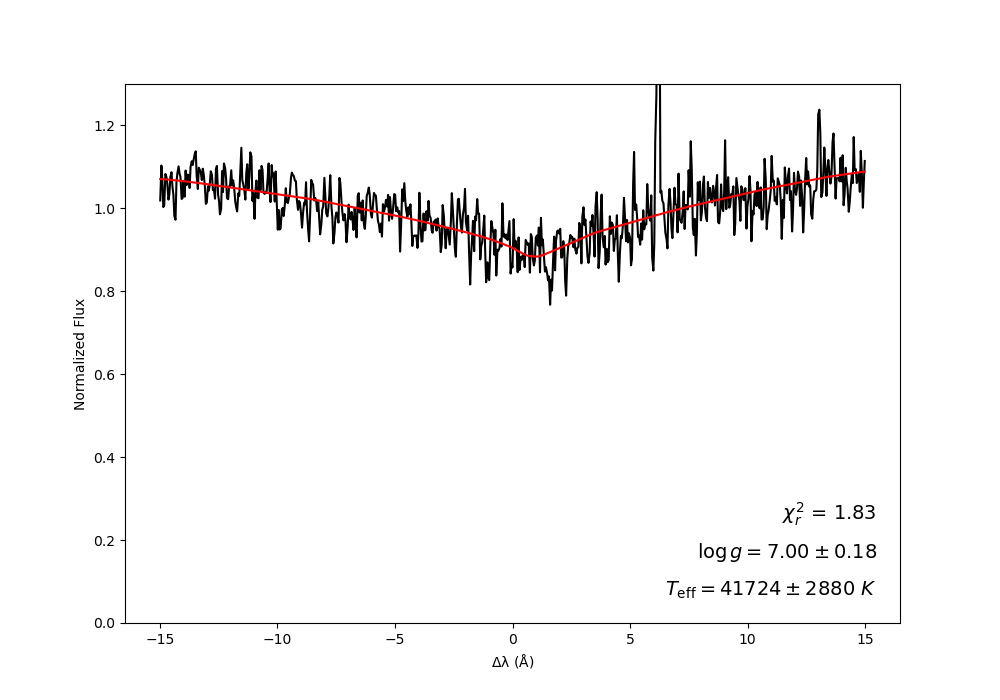 1.2
1.0
0.8
0.6
0.4
0.2
0.0
Normalized Flux
χ²ᵣ = 1.83
log g = 7.00 ± 0.18
T_eff = 41724 ± 2880 K
−15 −10 −5 0 5 10 15
Δλ (Å)